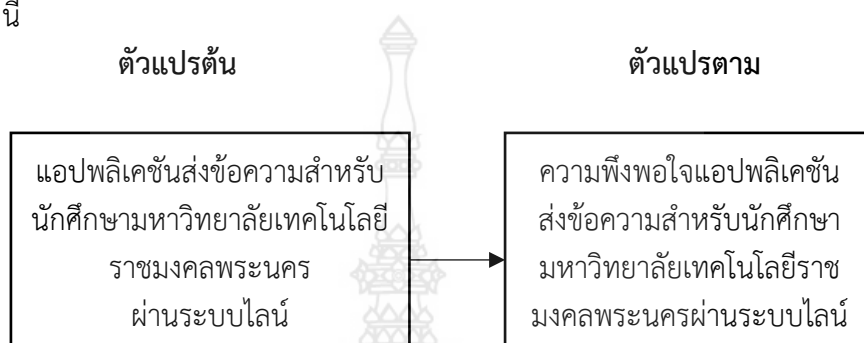 นี้
ตัวแปรต้น
ตัวแปรตาม
แอปพลิเคชันส่งข้อความสำหรับ
นักศึกษามหาวิทยาลัยเทคโนโลยี
ราชมงคลพระนคร
ผ่านระบบไลน์
ความพึงพอใจแอปพลิเคชัน
ส่งข้อความสำหรับนักศึกษา
มหาวิทยาลัยเทคโนโลยีราช
มงคลพระนครผ่านระบบไลน์